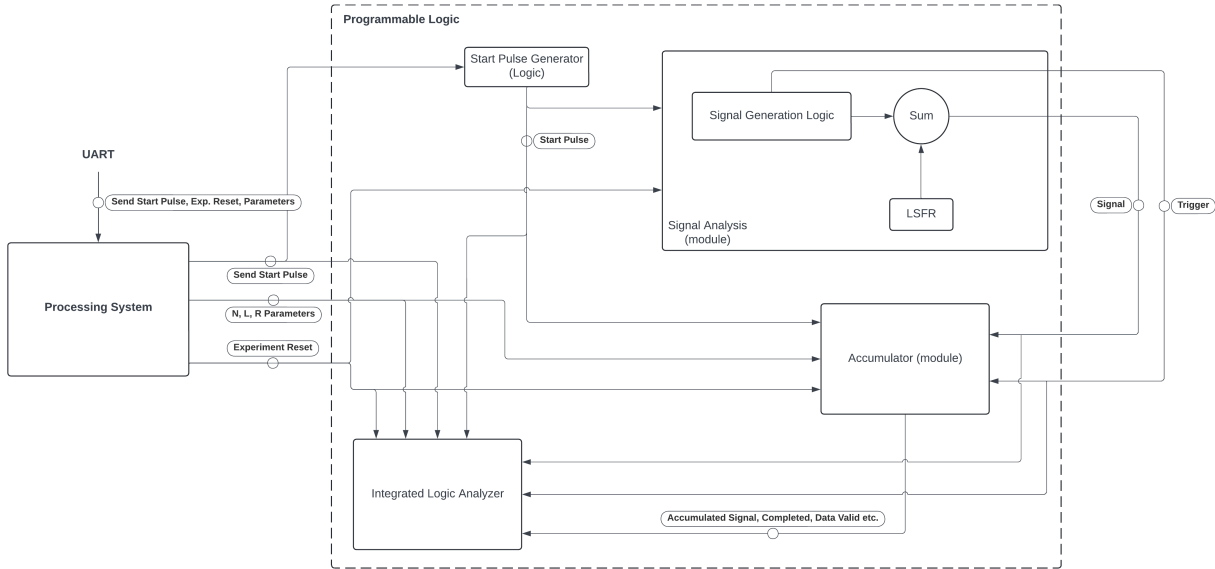 Programmable Logic
Start Pulse Generator
(Logic)
Signal Generation Logic
Sum
Start Pulse
UART
Send Start Pulse, Exp. Reset, Parameters
LSFR
Signal
Trigger
Signal Analysis
(module)
Send Start Pulse
Processing System
N, L, R Parameters
Experiment Reset
Accumulator (module)
Integrated Logic Analyzer
Accumulated Signal, Completed, Data Valid etc.